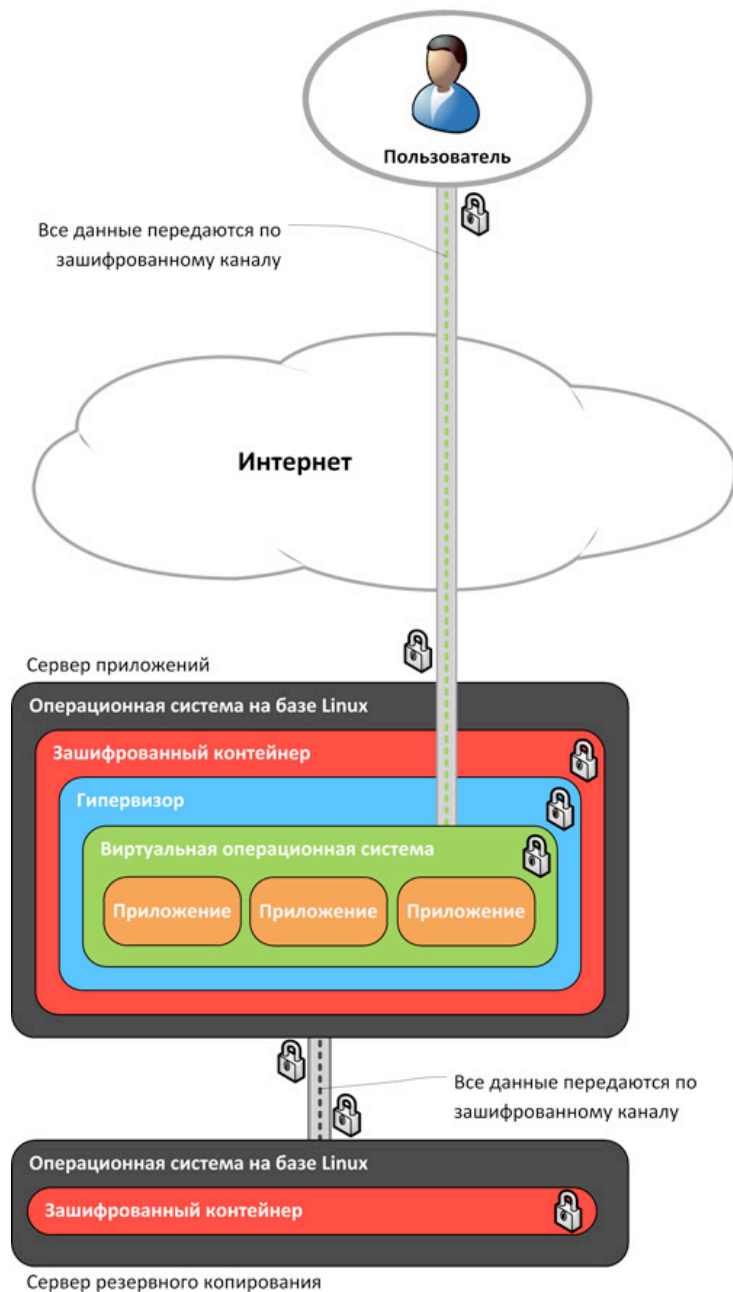 Пользователь
Все данные передаются по
зашифрованному каналу
Интернет
Сервер приложений
Операционная система на базе Linux
Зашифрованный контейнер
Гипервизор
Виртуальная операционная система
Приложение Приложение Приложение
Все данные передаются по
зашифрованному каналу
Операционная система на базе Linux
Зашифрованный контейнер
Сервер резервного копирования